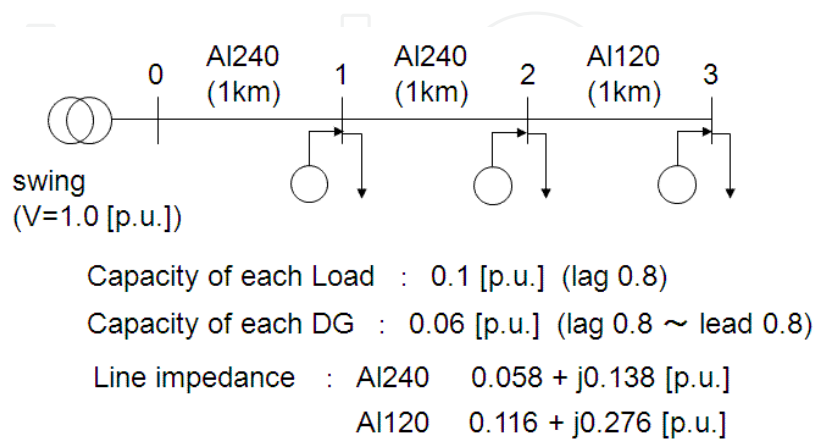 0
Al240
(1km)
1
Al240
(1km)
2
Al120
(1km)
3
swing
(V=1.0 [p.u.])
Capacity of each Load : 0.1 [p.u.] (lag 0.8)
Capacity of each DG : 0.06 [p.u.] (lag 0.8 ～ lead 0.8)
Line impedance : Al240 0.058 + j0.138 [p.u.]
Al120 0.116 + j0.276 [p.u.]